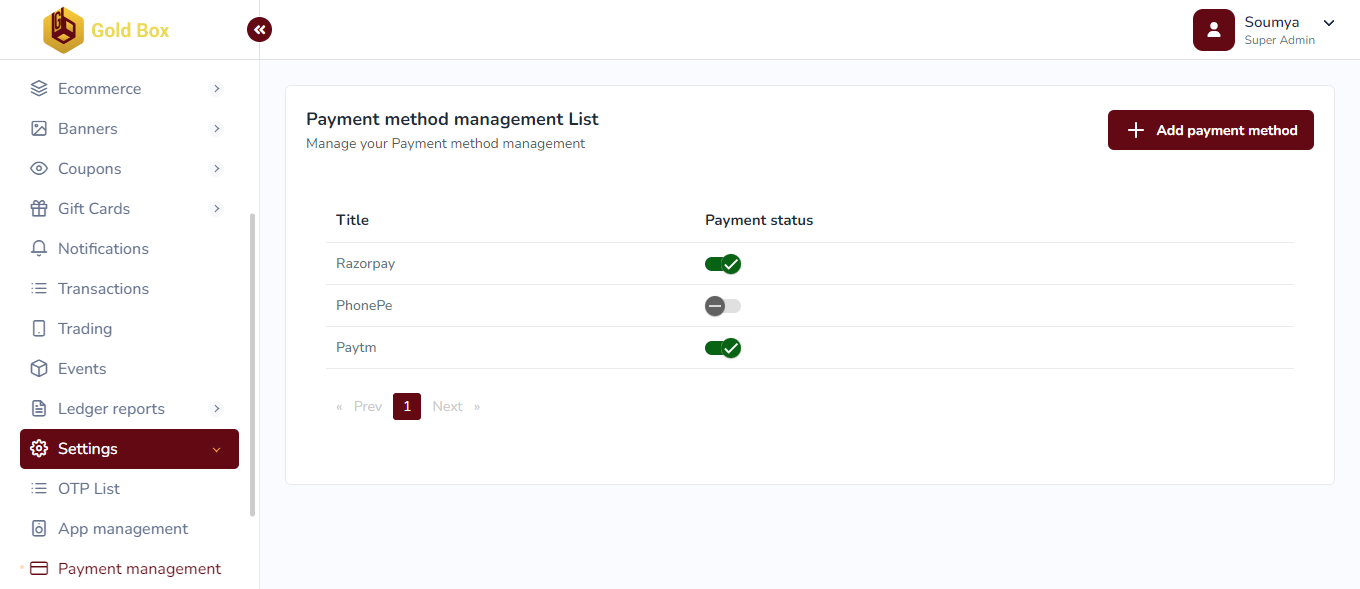 Gold Box
Soumya
Super Admin
Ecommerce
Banners
Coupons
Gift Cards
Notifications
Transactions
Trading
Events
Ledger reports
Settings
OTP List
App management
Payment management
Payment method management List
Manage your Payment method management
Add payment method
Title Payment status
Razorpay
PhonePe
Paytm
« Prev 1 Next »